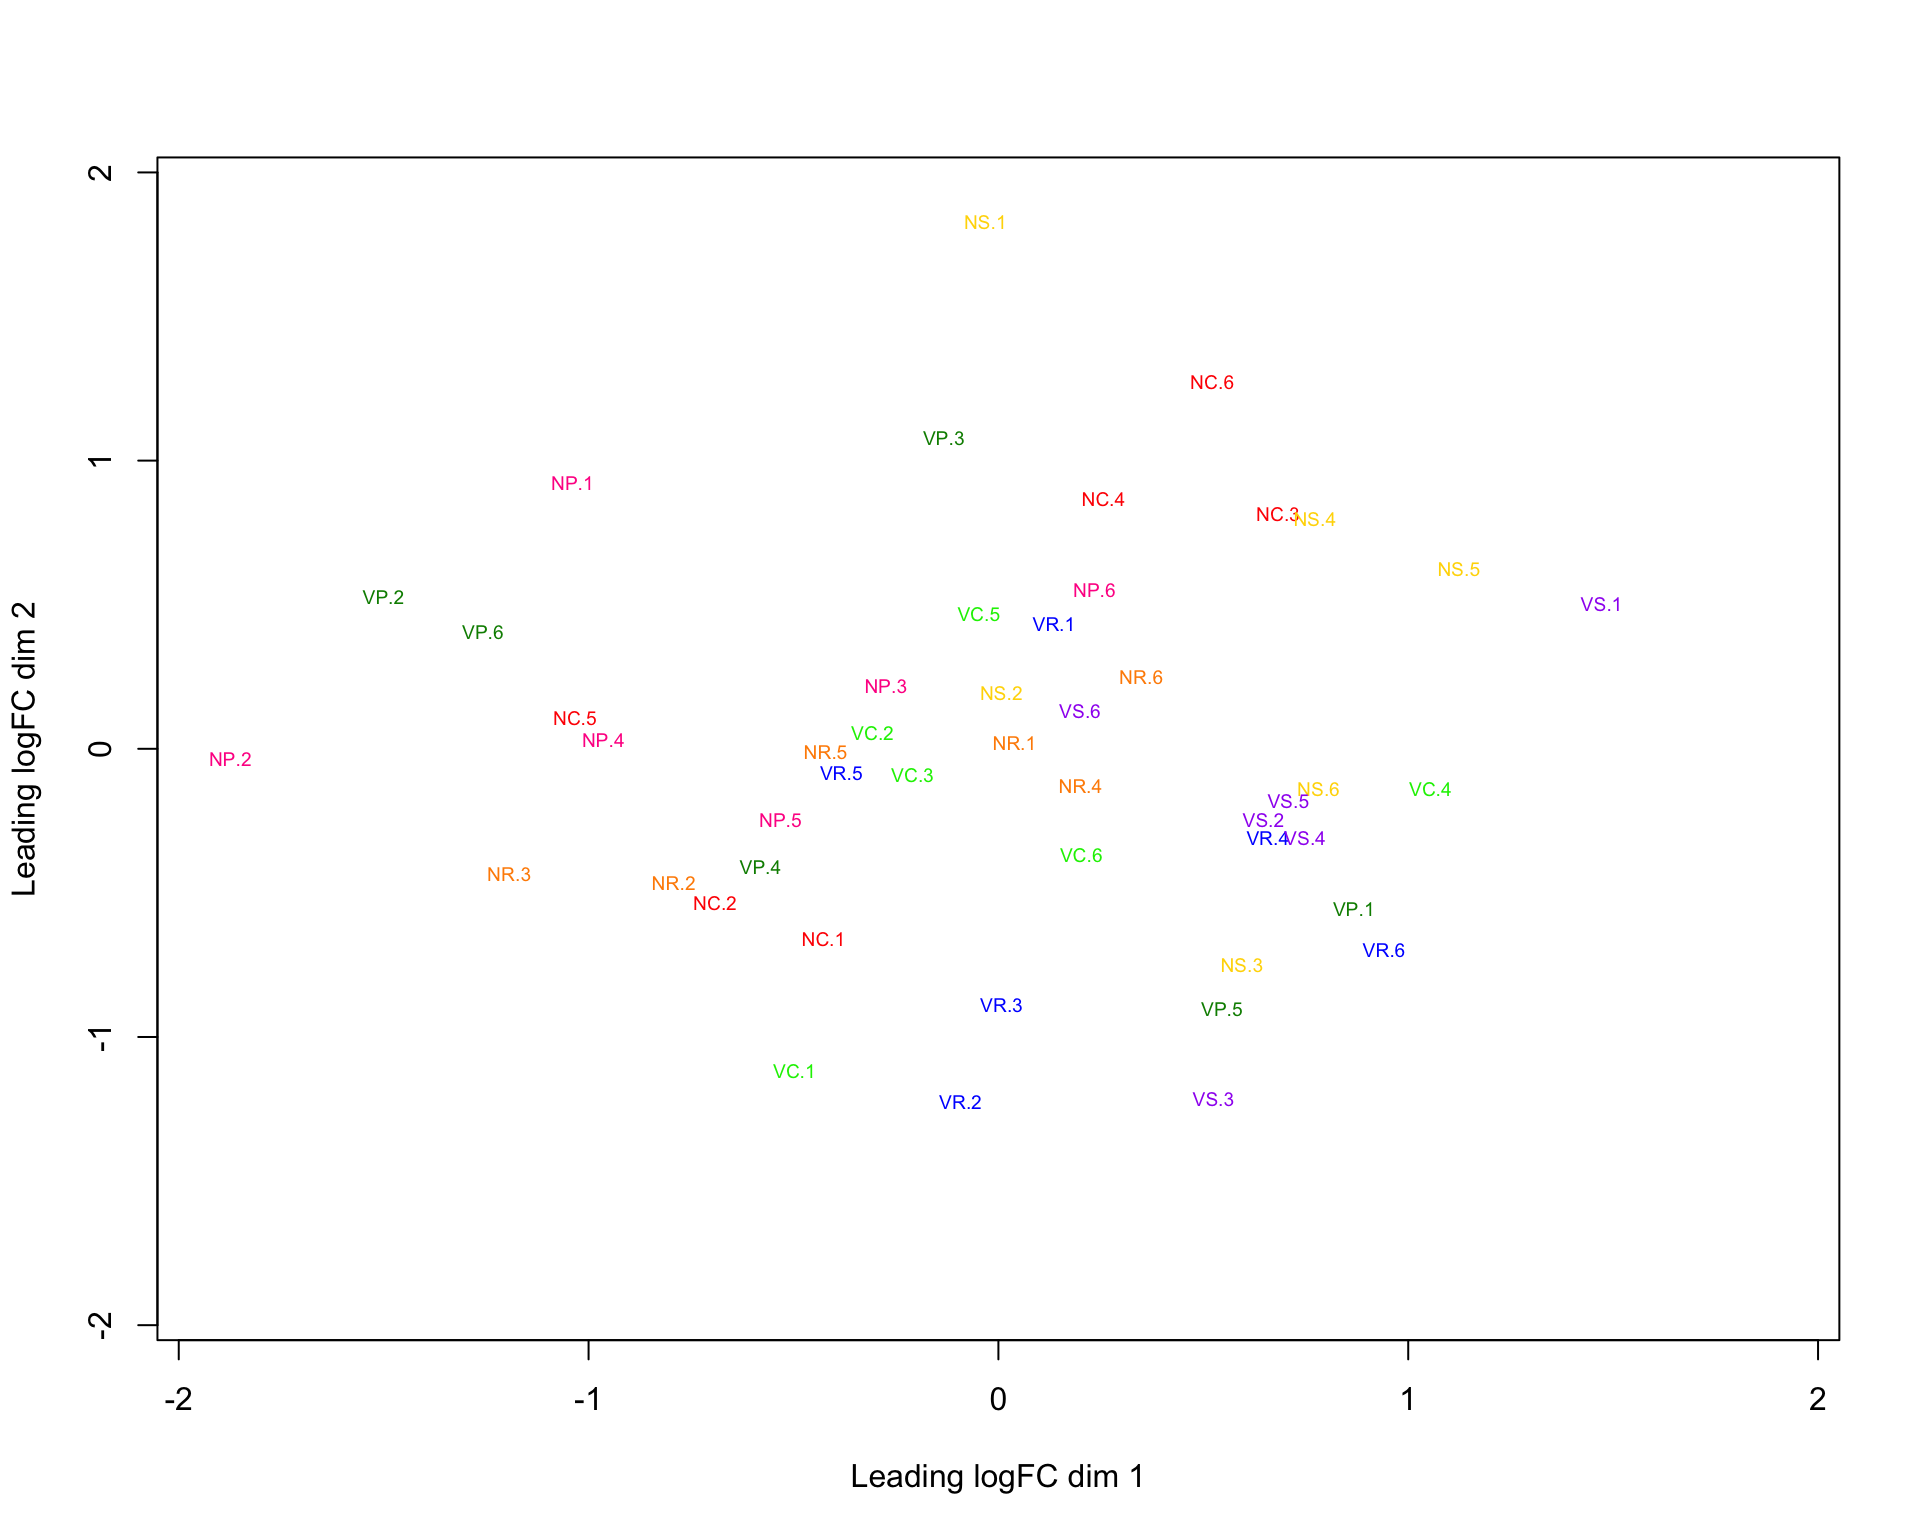 2
NS.1
NC.6
VP.3
1
NP.1
NC.4
NC.3
NS.4
NS.5
NP.6
VP.2
VS.1
VC.5
VR.1
VP.6
NR.6
NP.3
NS.2
VS.6
NC.5
VC.2
NP.4
NR.1
0
NR.5
NP.2
VR.5
VC.3
NR.4
NS.6
VC.4
VS.5
NP.5
VS.2
VR.4
VS.4
VC.6
VP.4
NR.3
NR.2
NC.2
VP.1
NC.1
VR.6
NS.3
VR.3
VP.5
-1
VC.1
VR.2
VS.3
-2
Leading logFC dim 2
-2 -1 0 1 2
Leading logFC dim 1